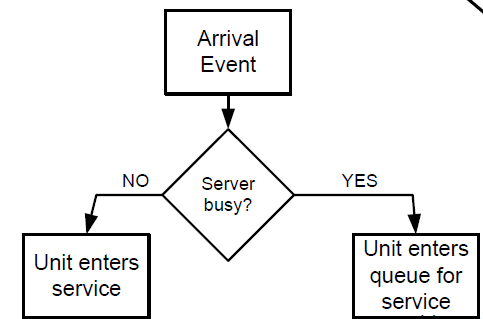 Arrival
Event
NO
Server
busy?
YES
Unit enters
service
Unit enters
queue for
service